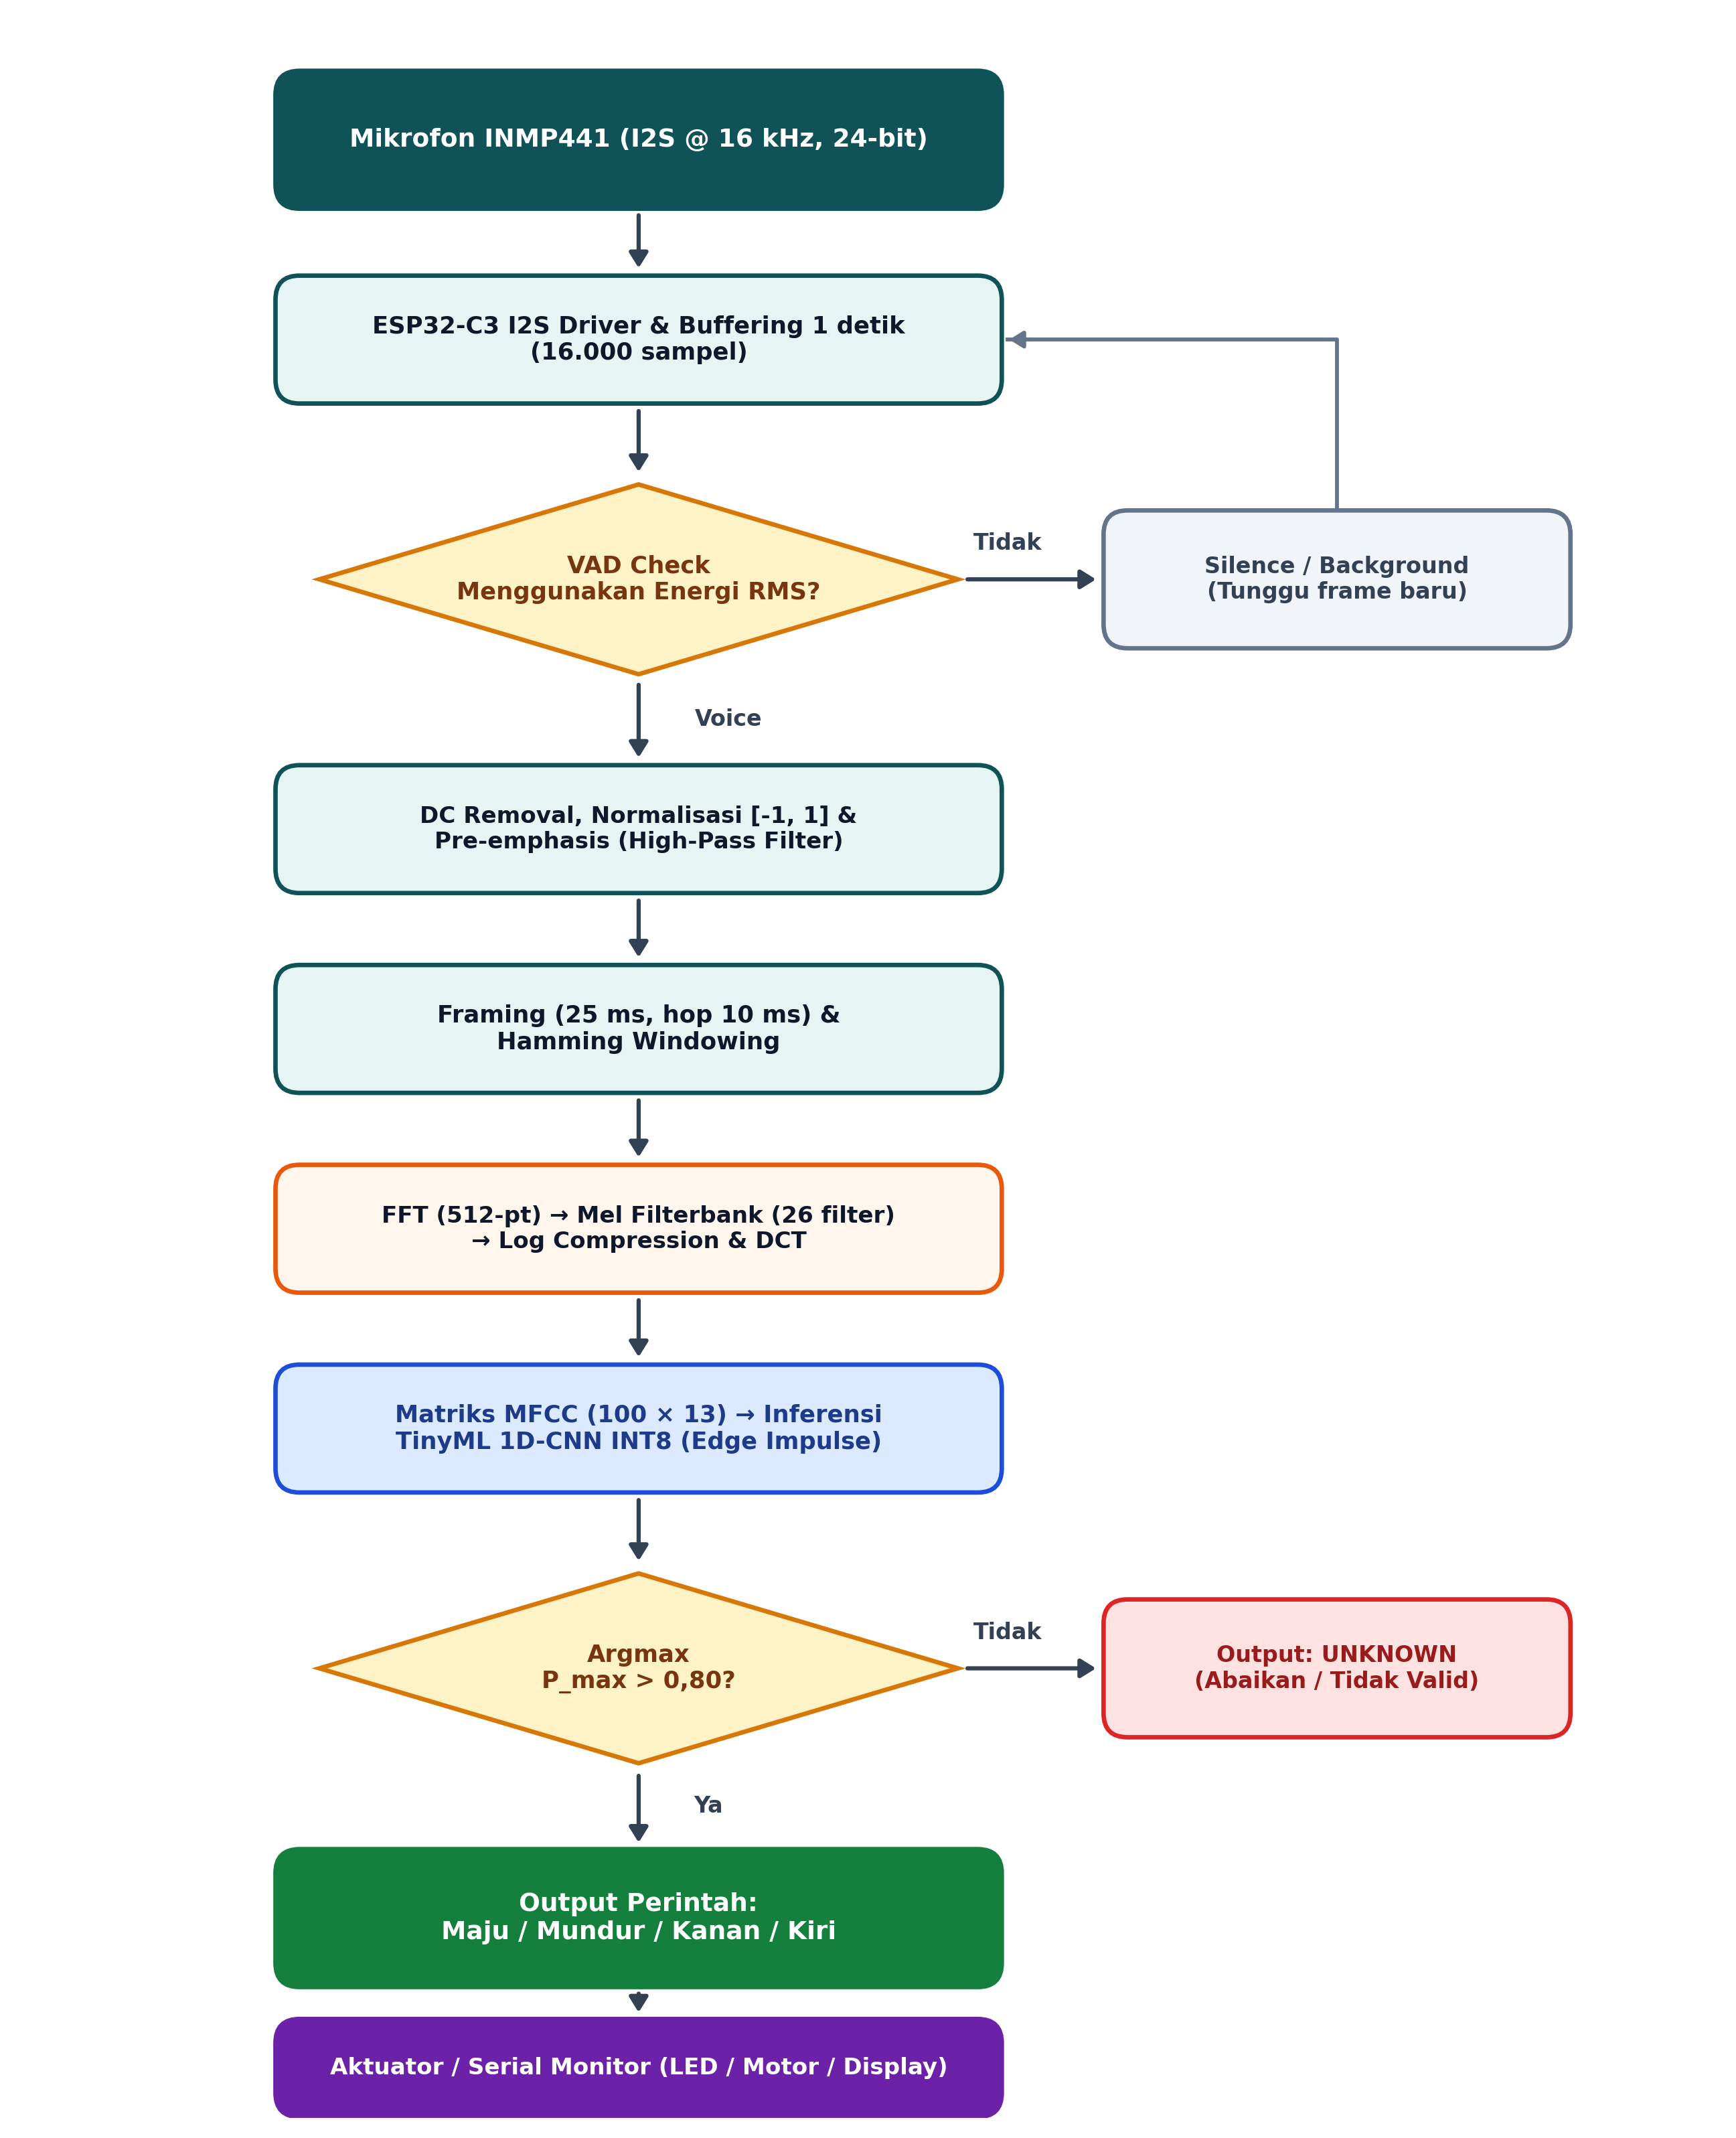 Mikrofon INMP441 (I2S @ 16 kHz, 24-bit)
ESP32-C3 I2S Driver & Buffering 1 detik
(16.000 sampel)
VAD Check
Menggunakan Energi RMS?
Tidak
Silence / Background
(Tunggu frame baru)
Voice
DC Removal, Normalisasi [-1, 1] &
Pre-emphasis (High-Pass Filter)
Framing (25 ms, hop 10 ms) &
Hamming Windowing
FFT (512-pt) → Mel Filterbank (26 filter)
→ Log Compression & DCT
Matriks MFCC (100 × 13) → Inferensi
TinyML 1D-CNN INT8 (Edge Impulse)
Argmax
P_max > 0,80?
Tidak
Output: UNKNOWN
(Abaikan / Tidak Valid)
Ya
Output Perintah:
Maju / Mundur / Kanan / Kiri
Aktuator / Serial Monitor (LED / Motor / Display)